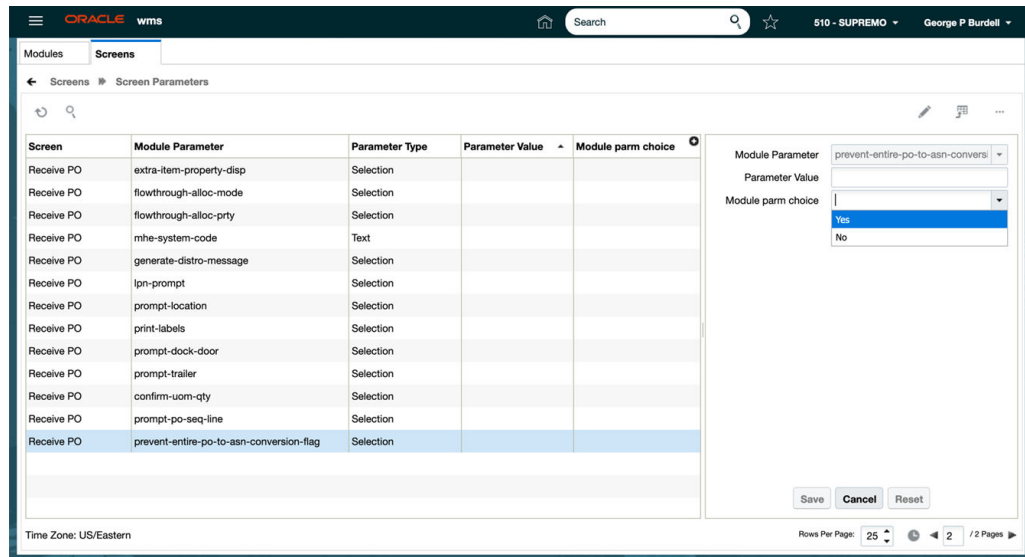 ORACLE wms
Search
510 - SUPREMO
George P Burdell
Modules
Screens
Screens
Screen Parameters
Screen Module Parameter Parameter Type Parameter Value Module parm choice
Receive PO extra-item-property-disp Selection
Receive PO flowthrough-alloc-mode Selection
Receive PO flowthrough-alloc-prty Selection
Receive PO mhe-system-code Text
Receive PO generate-distro-message Selection
Receive PO lpn-prompt Selection
Receive PO prompt-location Selection
Receive PO print-labels Selection
Receive PO prompt-dock-door Selection
Receive PO prompt-trailer Selection
Receive PO confirm-uom-qty Selection
Receive PO prompt-po-seq-line Selection
Receive PO prevent-entire-po-to-asn-conversion-flag Selection
Module Parameter prevent-entire-po-to-asn-conversi
Parameter Value
Module parm choice
Yes
No
Save Cancel Reset
Time Zone: US/Eastern
Rows Per Page: 25 2 / 2 Pages